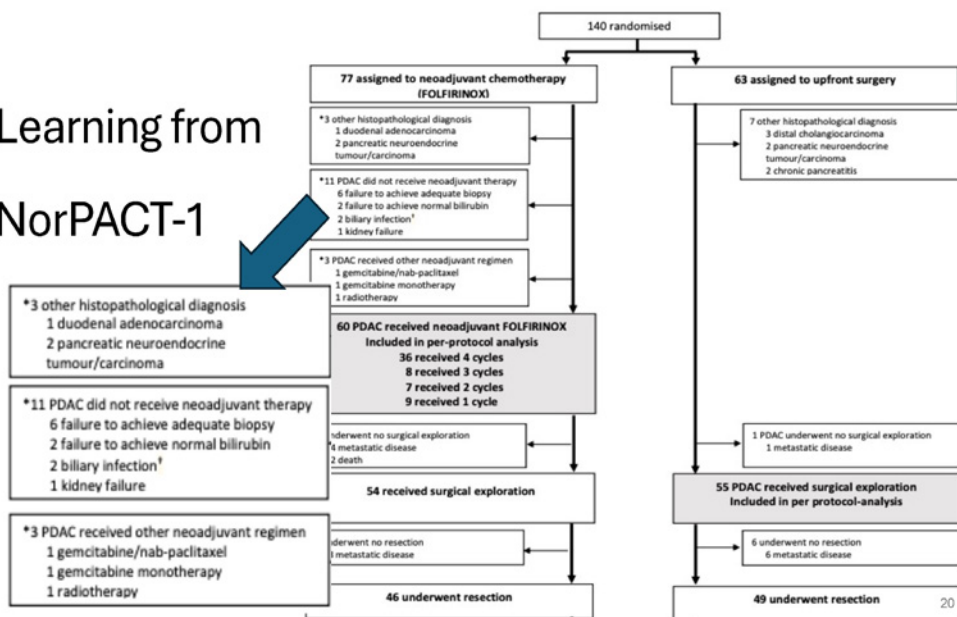 Learning from
NorPACT-1
140 randomised
77 assigned to neoadjuvant chemotherapy
(FOLFIRINOX)
*3 other histopathological diagnosis
1 duodenal adenocarcinoma
2 pancreatic neuroendocrine
tumour/carcinoma
*11 PDAC did not receive neoadjuvant therapy
6 failure to achieve adequate biopsy
2 failure to achieve normal bilirubin
2 biliary infection†
1 kidney failure
*3 PDAC received other neoadjuvant regimen
1 gemcitabine/nab-paclitaxel
1 gemcitabine monotherapy
1 radiotherapy
60 PDAC received neoadjuvant FOLFIRINOX
Included in per-protocol analysis
36 received 4 cycles
8 received 3 cycles
7 received 2 cycles
9 received 1 cycle
underwent no surgical exploration
4 metastatic disease
2 death
54 received surgical exploration
underwent no resection
metastatic disease
46 underwent resection
63 assigned to upfront surgery
7 other histopathological diagnosis
3 distal cholangiocarcinoma
2 pancreatic neuroendocrine
tumour/carcinoma
2 chronic pancreatitis
1 PDAC underwent no surgical exploration
1 metastatic disease
55 PDAC received surgical exploration
Included in per protocol-analysis
6 underwent no resection
6 metastatic disease
49 underwent resection
*3 other histopathological diagnosis
1 duodenal adenocarcinoma
2 pancreatic neuroendocrine
tumour/carcinoma
*11 PDAC did not receive neoadjuvant therapy
6 failure to achieve adequate biopsy
2 failure to achieve normal bilirubin
2 biliary infection†
1 kidney failure
*3 PDAC received other neoadjuvant regimen
1 gemcitabine/nab-paclitaxel
1 gemcitabine monotherapy
1 radiotherapy
20